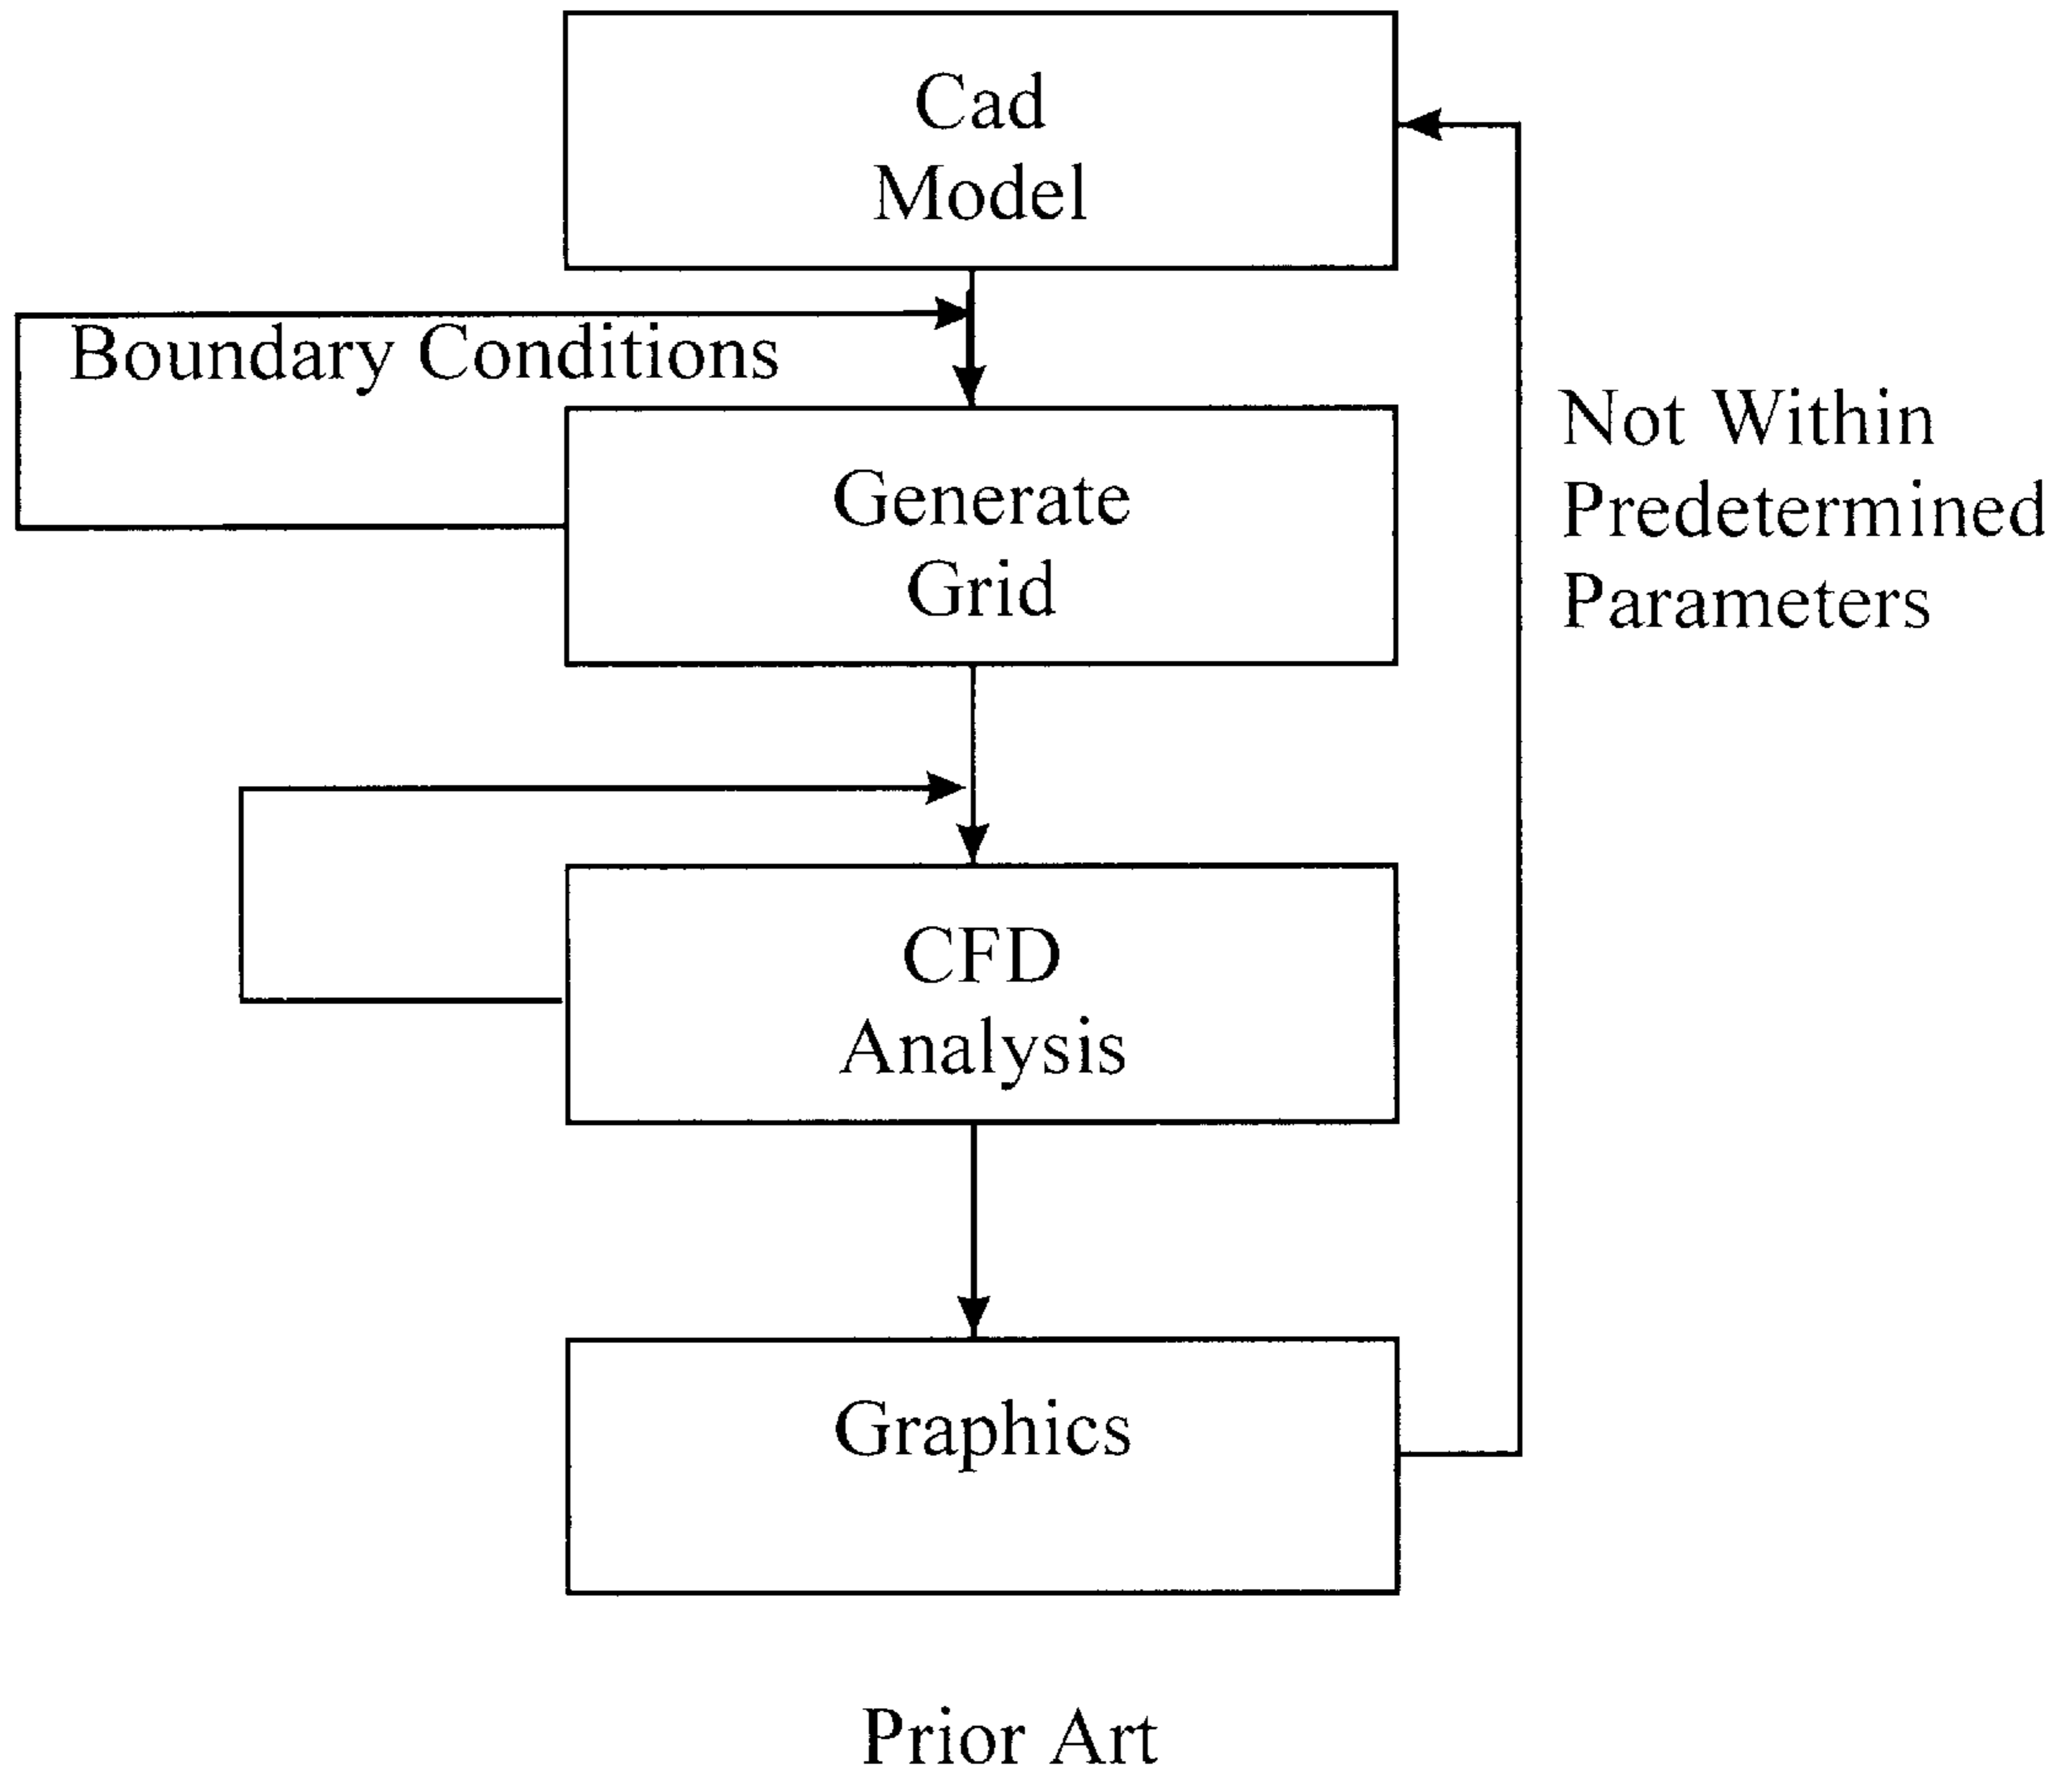 Cad
Model
Boundary Conditions
Generate
Grid
Not Within
Predetermined
Parameters
CFD
Analysis
Graphics
Prior Art